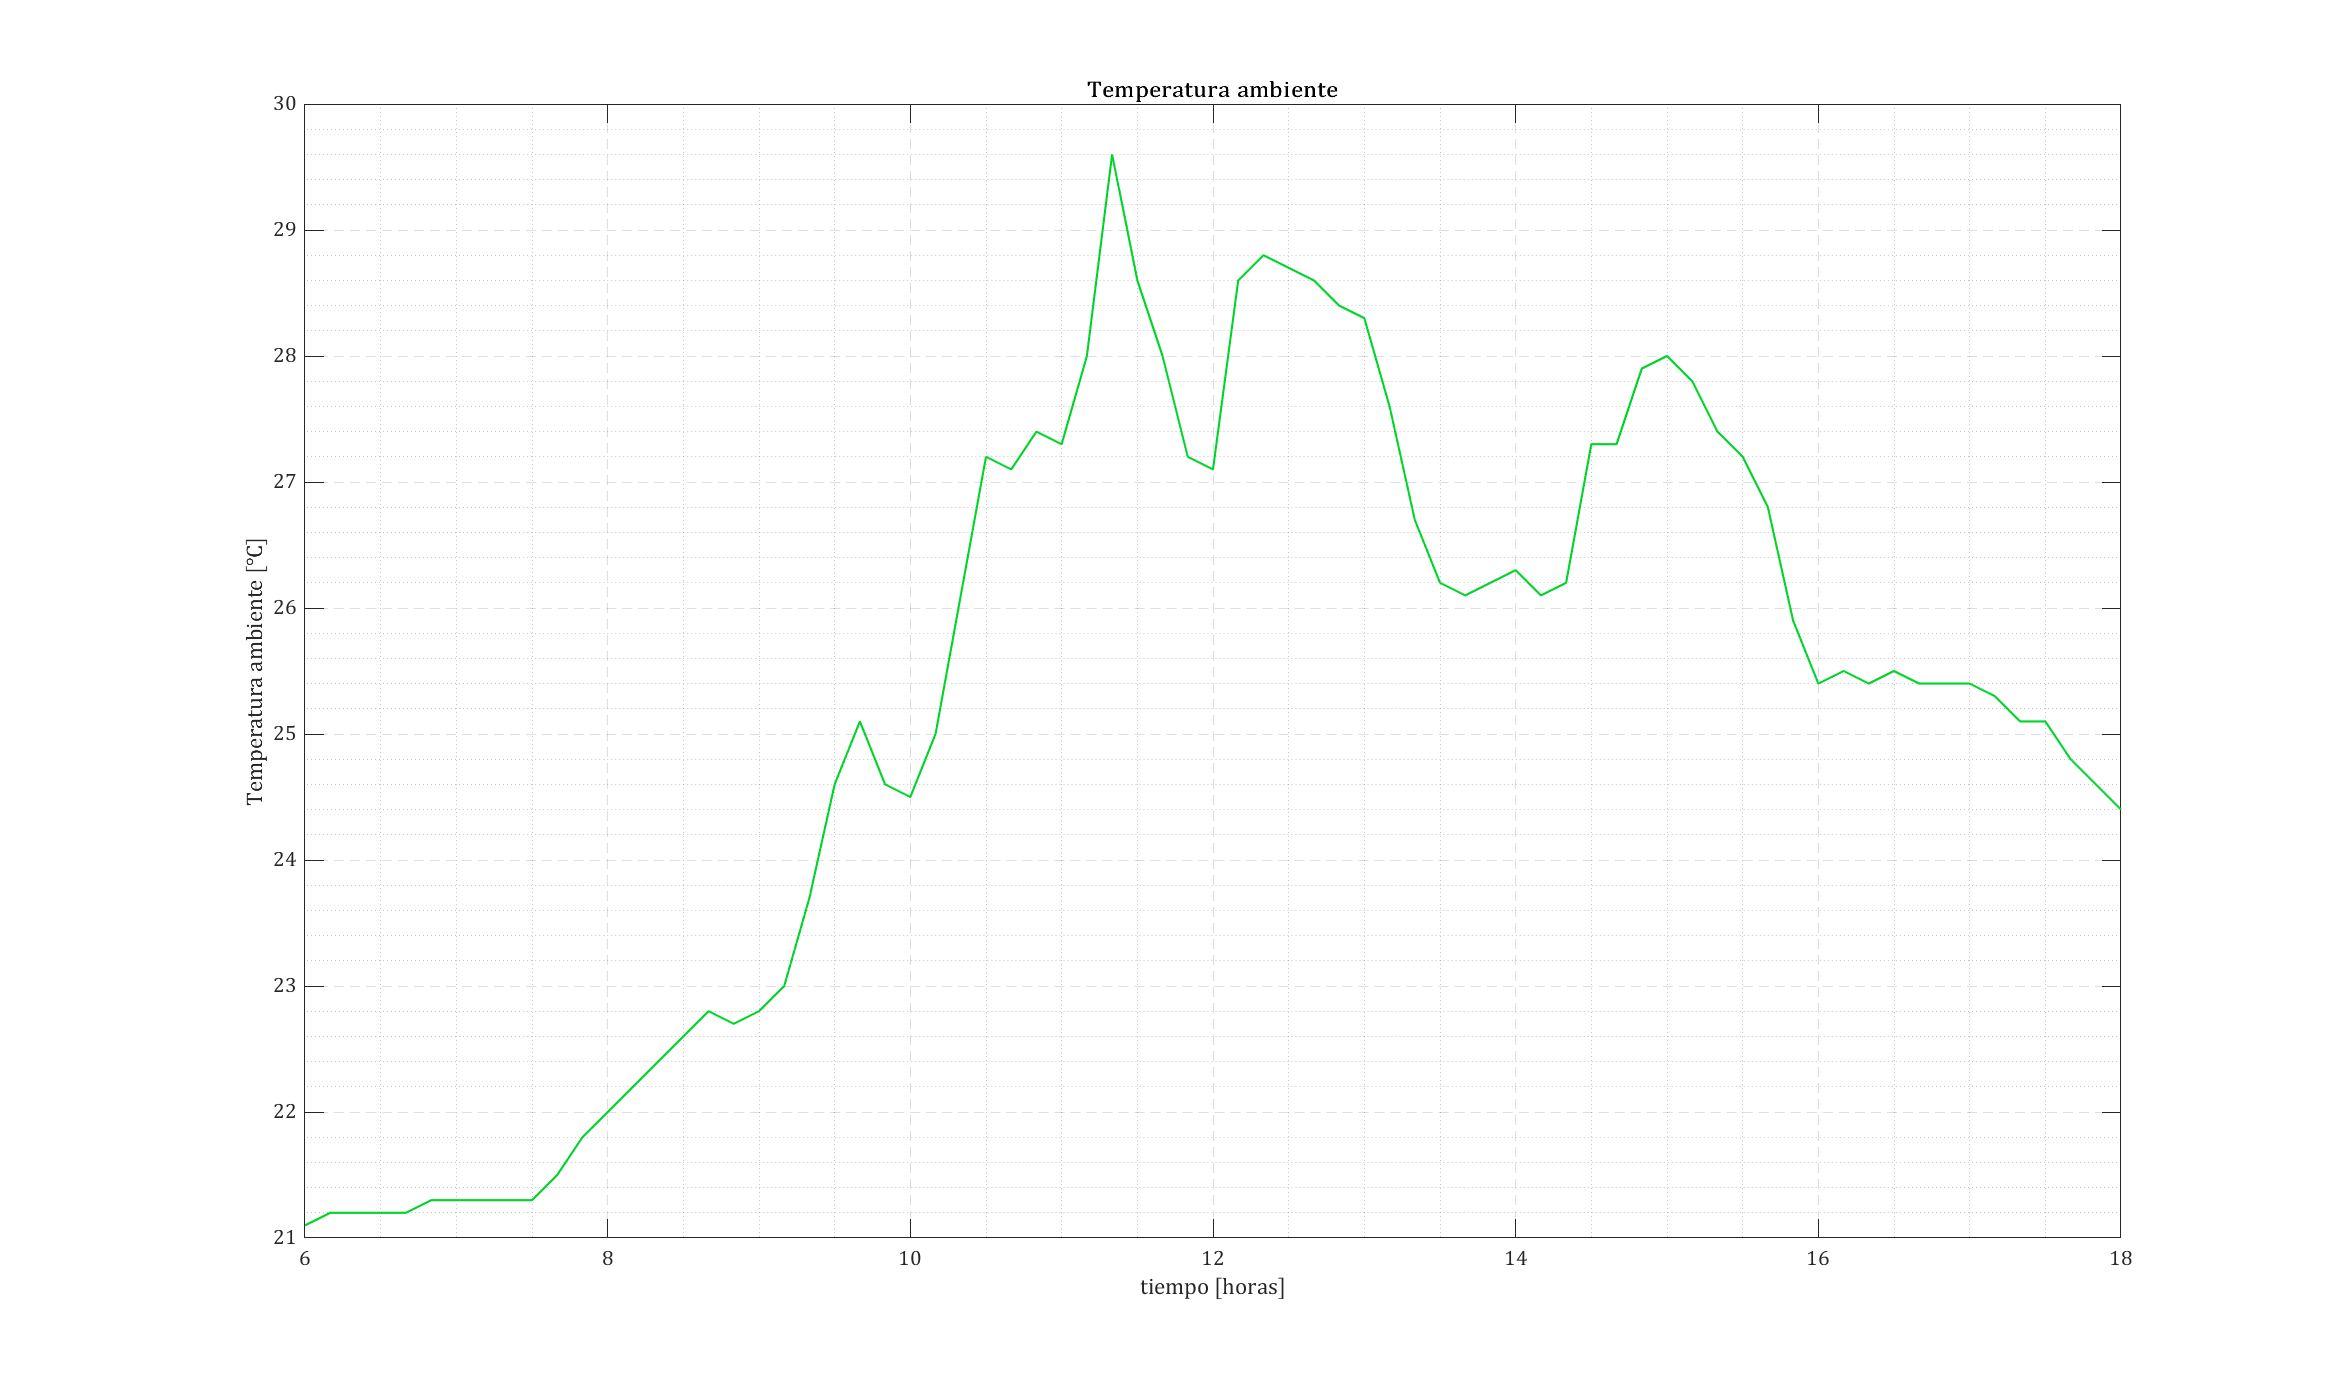 Temperatura ambiente
30
29
28
27
26
25
24
23
22
21
Temperatura ambiente [°C]
6 8 10 12 14 16 18
tiempo [horas]